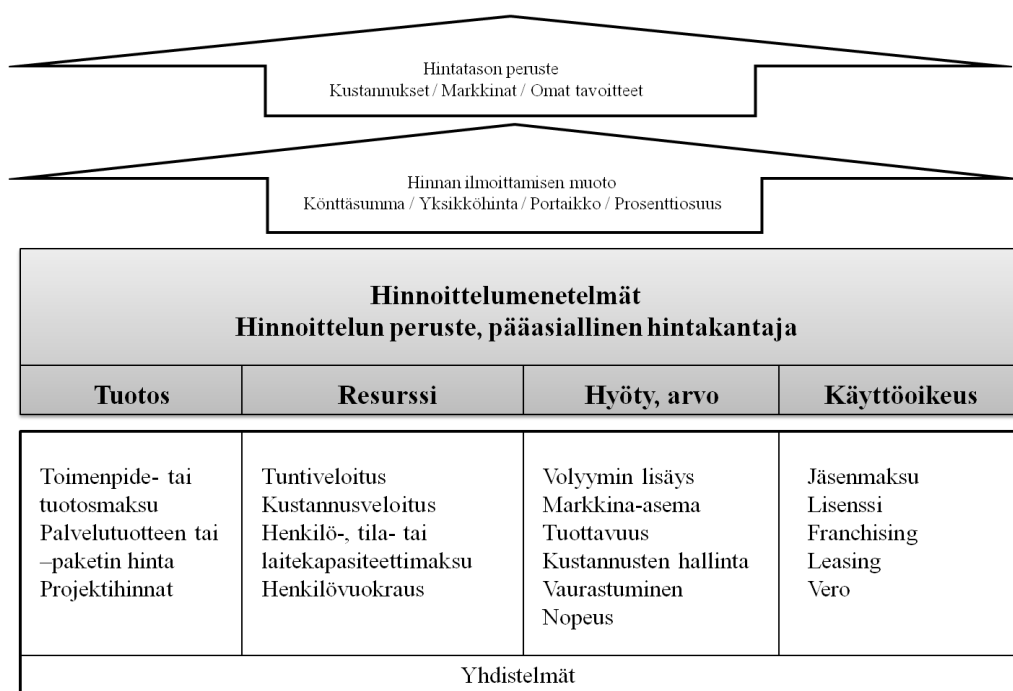 Hintatason peruste
Kustannukset / Markkinat / Omat tavoitteet
Hinnan ilmoittamisen muoto
Könttäsumma / Yksikköhinta / Portaikko / Prosenttiosuus
Hinnoittelumenetelmät
Hinnoittelun peruste, pääasiallinen hintakantaja
Tuotos
Resurssi
Hyöty, arvo
Käyttöoikeus
Toimenpide- tai
tuotosmaksu
Palvelutuotteen tai
–paketin hinta
Projektihinnat
Tuntiveloitus
Kustannusveloitus
Henkilö-, tila- tai
laitekapasiteettimaksu
Henkilövuokraus
Volyymin lisäys
Markkina-asema
Tuottavuus
Kustannusten hallinta
Vaurastuminen
Nopeus
Jäsenmaksu
Lisenssi
Franchising
Leasing
Vero
Yhdistelmät